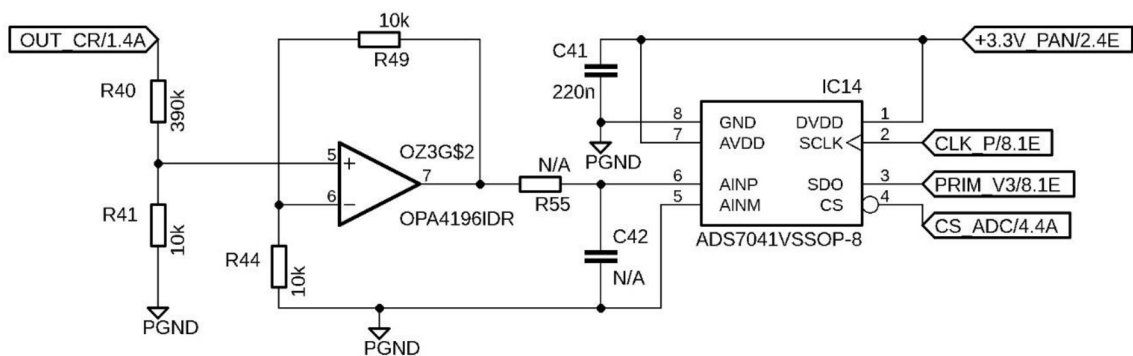 10k
OUT_CR/1.4A
R49
C41
+3.3V_PAN/2.4E
R40
390k
220n
IC14
8 GND DVDD 1
7 AVDD SCLK 2
CLK_P/8.1E
PGND
OZ3G$2
5 +
N/A
7
6 −
R55
6 AINP SDO 3
PRIM_V3/8.1E
5 AINM CS 4
R41
10k
OPA4196IDR
ADS7041VSSOP-8
CS_ADC/4.4A
C42
N/A
R44
10k
PGND
PGND